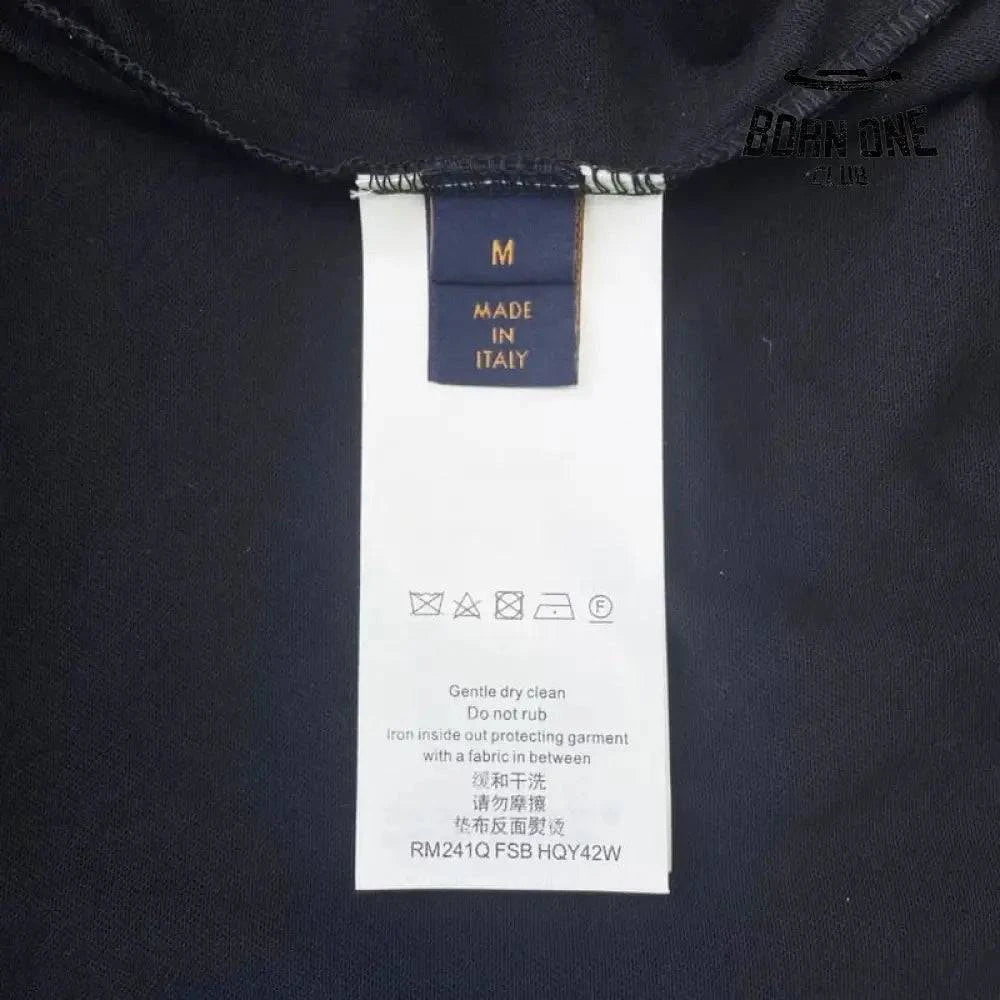 BORN ONE
CLUB
M
MADE
IN
ITALY
F
Gentle dry clean
Do not rub
Iron inside out protecting garment
with a fabric in between
缓和干洗
请勿摩擦
垫布反面熨烫
RM241Q FSB HQY42W